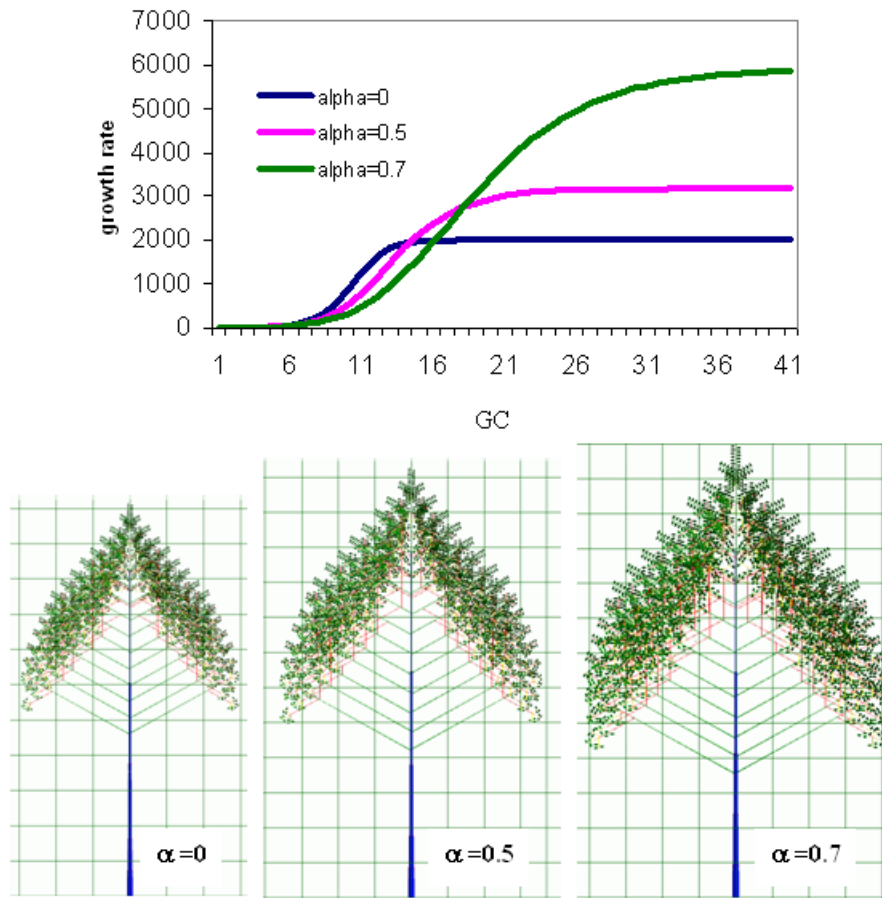 7000
6000
5000
4000
3000
2000
1000
0
growth rate
alpha=0
alpha=0.5
alpha=0.7
1 6 11 16 21 26 31 36 41
GC
α=0
α=0.5
α=0.7